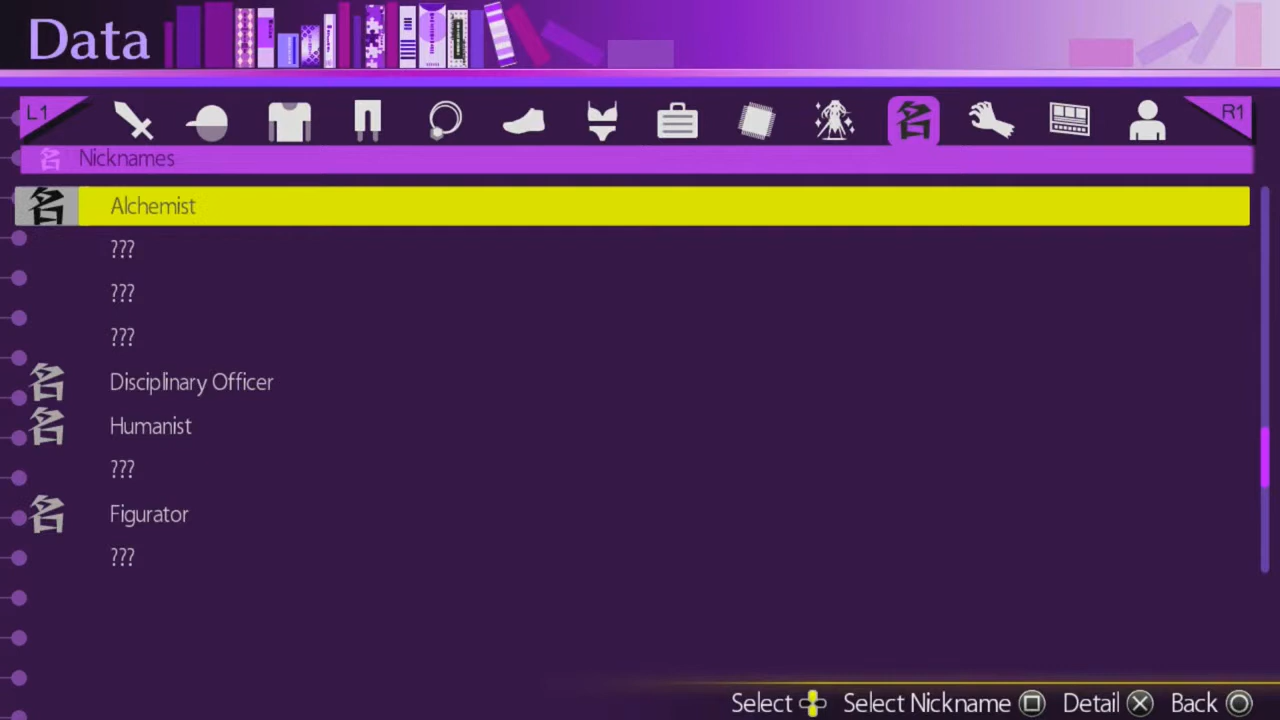 Data
L1
名
R1
名 Nicknames
名 Alchemist
???
???
???
名 Disciplinary Officer
名 Humanist
???
名 Figurator
???
Select Select Nickname Detail Back